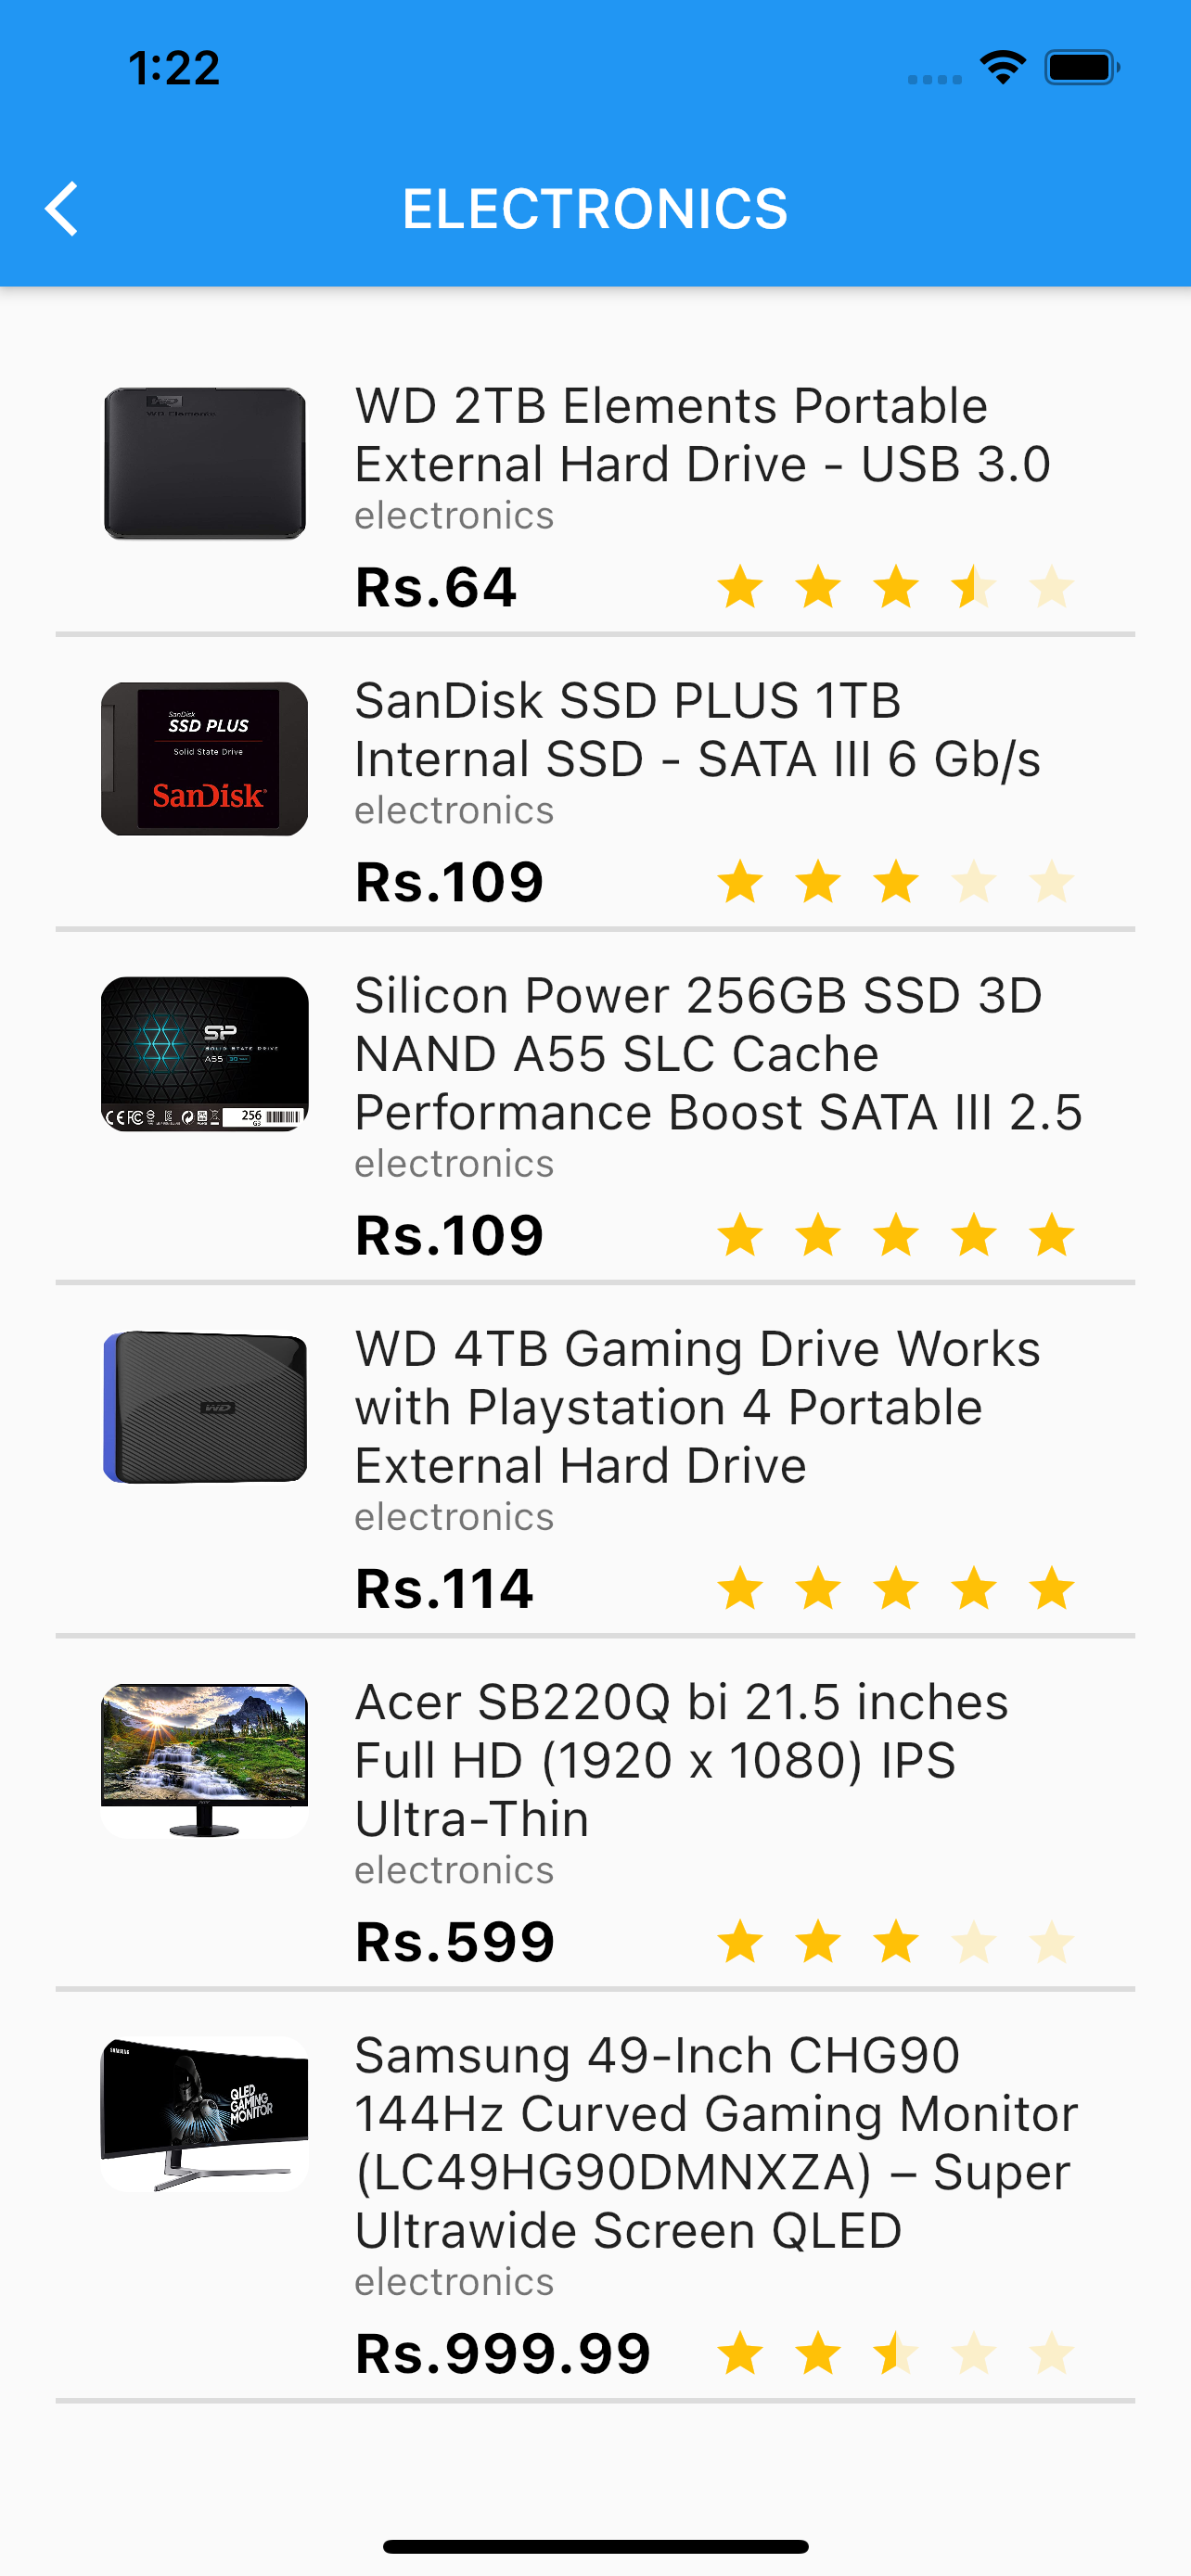 1:22
ELECTRONICS
WD 2TB Elements Portable
External Hard Drive - USB 3.0
electronics
Rs.64
SanDisk
SSD PLUS
Solid State Drive
SanDisk
SanDisk SSD PLUS 1TB
Internal SSD - SATA III 6 Gb/s
electronics
Rs.109
SP
SOLID STATE DRIVE
A55
256
Silicon Power 256GB SSD 3D
NAND A55 SLC Cache
Performance Boost SATA III 2.5
electronics
Rs.109
WD
WD 4TB Gaming Drive Works
with Playstation 4 Portable
External Hard Drive
electronics
Rs.114
Acer SB220Q bi 21.5 inches
Full HD (1920 x 1080) IPS
Ultra-Thin
electronics
Rs.599
SAMSUNG
QLED
GAMING
MONITOR
Samsung 49-Inch CHG90
144Hz Curved Gaming Monitor
(LC49HG90DMNXZA) – Super
Ultrawide Screen QLED
electronics
Rs.999.99